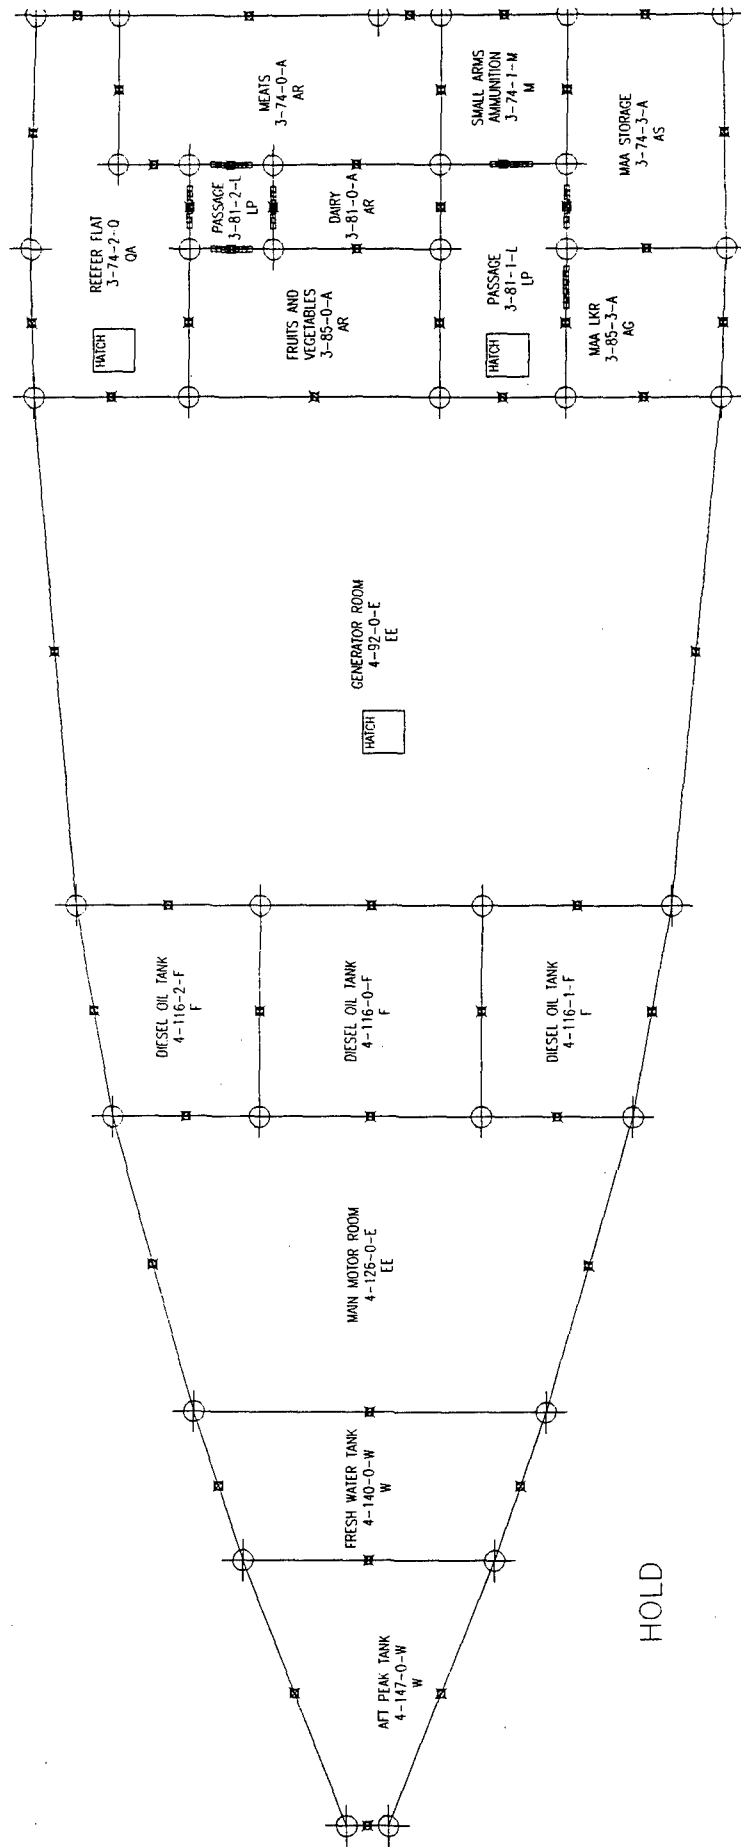 REEFER FLAT
3-74-2-Q
QA
HATCH
MEATS
3-74-0-A
AR
PASSAGE
3-81-2-L
LP
DAIRY
3-81-0-A
AR
FRUITS AND
VEGETABLES
3-85-0-A
AR
SMALL ARMS
AMMUNITION
3-74-1-M
M
PASSAGE
3-81-1-L
LP
HATCH
MAA STORAGE
3-74-3-A
AS
MAA LKR
3-85-3-A
AG
GENERATOR ROOM
4-92-0-E
EE
HATCH
DIESEL OIL TANK
4-116-2-F
F
DIESEL OIL TANK
4-116-0-F
F
DIESEL OIL TANK
4-116-1-F
F
MAIN MOTOR ROOM
4-126-0-E
EE
FRESH WATER TANK
4-140-0-W
W
AFT PEAK TANK
4-147-0-W
W
HOLD